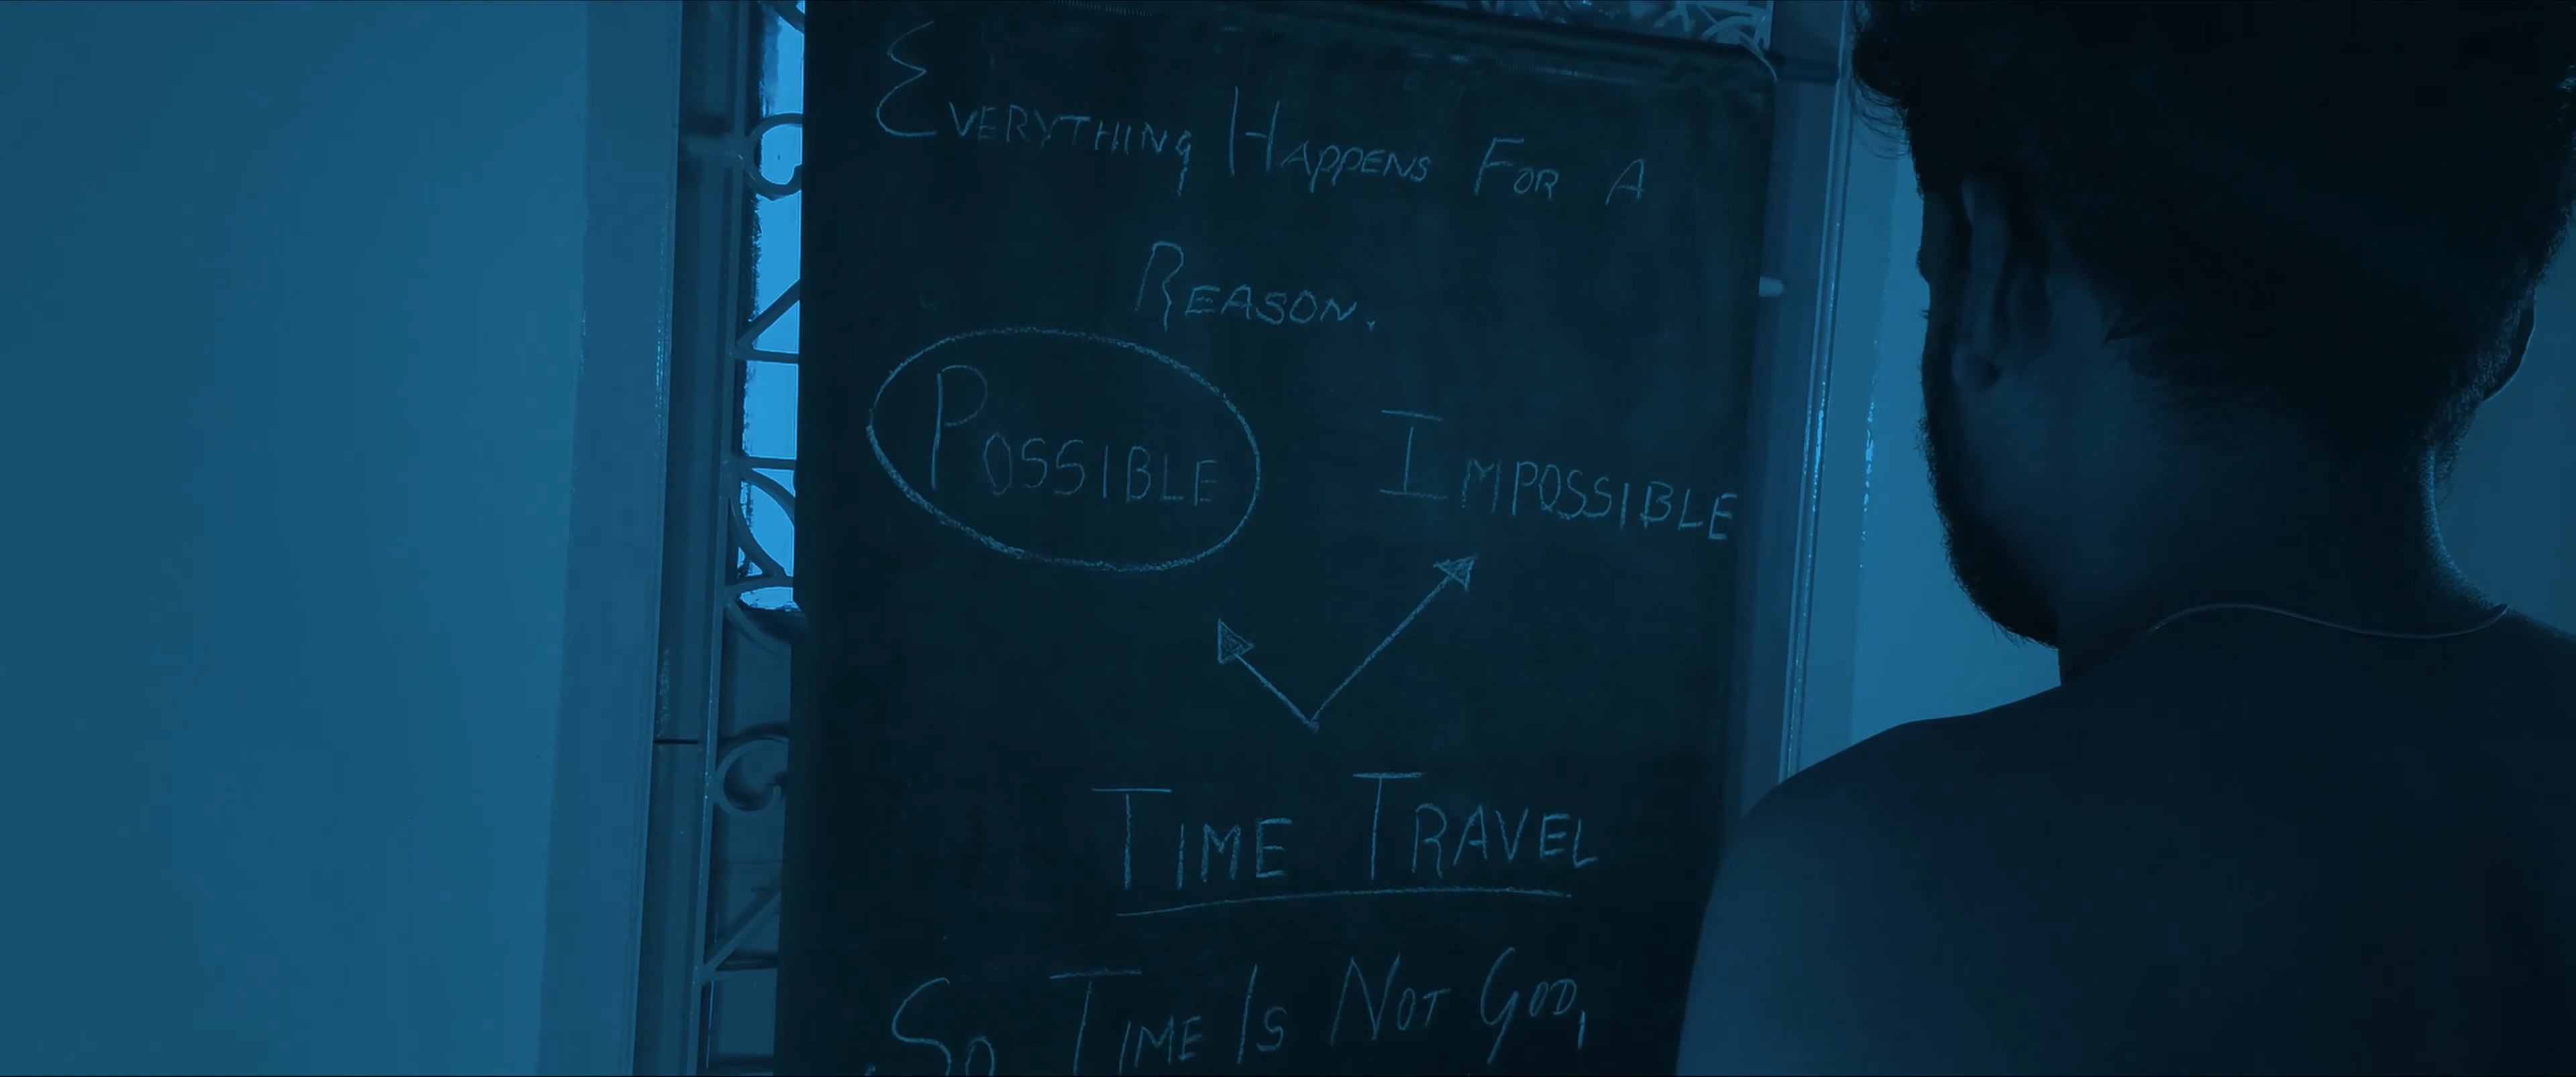 Everything Happens For A
Reason.
Possible Impossible
Time Travel
So Time Is Not God,